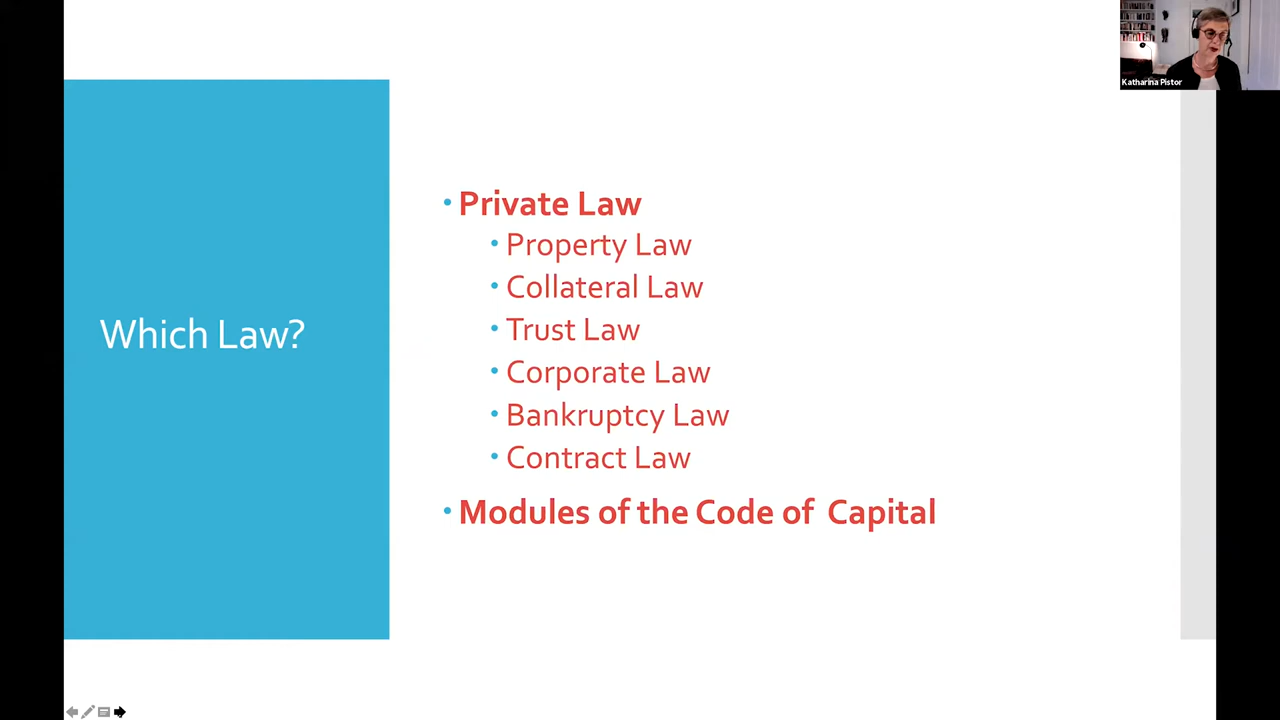 Katharina Pistor
Which Law?
• Private Law
• Property Law
• Collateral Law
• Trust Law
• Corporate Law
• Bankruptcy Law
• Contract Law
• Modules of the Code of Capital